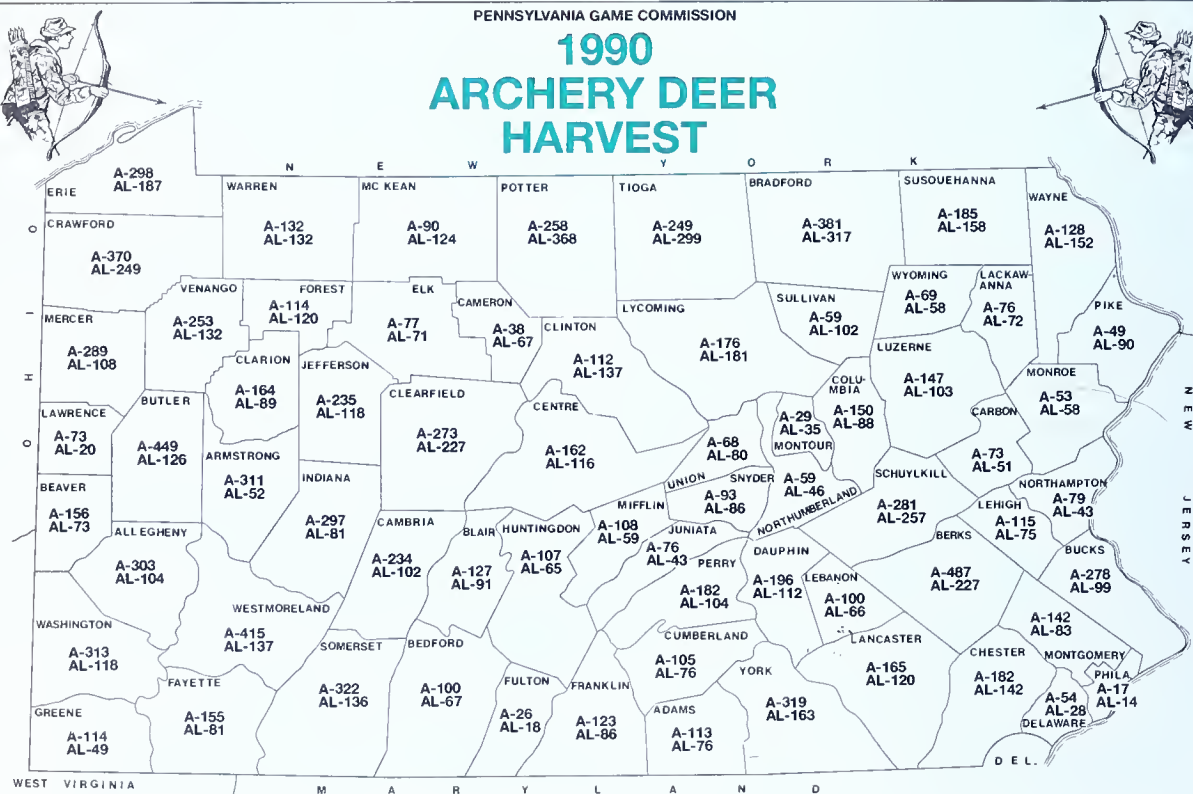 PENNSYLVANIA GAME COMMISSION
1990
ARCHERY DEER
HARVEST
N E W Y O R K
ERIE
A-298
AL-187
WARREN
A-132
AL-132
MC KEAN
A-90
AL-124
POTTER
A-258
AL-368
TIOGA
A-249
AL-299
BRADFORD
A-381
AL-317
SUSQUEHANNA
A-185
AL-158
WAYNE
A-128
AL-152
O H I O
CRAWFORD
A-370
AL-249
VENANGO
A-253
AL-132
FOREST
A-114
AL-120
ELK
A-77
AL-71
CAMERON
A-38
AL-67
CLINTON
A-112
AL-137
LYCOMING
A-176
AL-181
SULLIVAN
A-59
AL-102
WYOMING
A-69
AL-58
LACKAW-
ANNA
A-76
AL-72
PIKE
A-49
AL-90
MERCER
A-289
AL-108
CLARION
A-164
AL-89
JEFFERSON
A-235
AL-118
CLEARFIELD
A-273
AL-227
CENTRE
A-162
AL-116
COLU-
MBIA
A-150
AL-88
LUZERNE
A-147
AL-103
MONROE
A-53
AL-58
N E W J E R S E Y
LAWRENCE
A-73
AL-20
BUTLER
A-449
AL-126
ARMSTRONG
A-311
AL-52
INDIANA
A-297
AL-81
A-29
AL-35
MONTOUR
A-68
AL-80
UNION
SNYDER
A-93
AL-86
A-59
AL-46
NORTHUMBERLAND
CARBON
A-73
AL-51
SCHUYLKILL
A-281
AL-257
NORTHAMPTON
A-79
AL-43
LEHIGH
A-115
AL-75
BEAVER
A-156
AL-73
ALLEGHENY
A-303
AL-104
CAMBRIA
A-234
AL-102
BLAIR
A-127
AL-91
HUNTINGDON
A-107
AL-65
MIFFLIN
A-108
AL-59
JUNIATA
A-76
AL-43
PERRY
A-182
AL-104
DAUPHIN
A-196
AL-112
LEBANON
A-100
AL-66
BERKS
A-487
AL-227
BUCKS
A-278
AL-99
WASHINGTON
A-313
AL-118
WESTMORELAND
A-415
AL-137
SOMERSET
A-322
AL-136
BEDFORD
A-100
AL-67
FULTON
A-26
AL-18
FRANKLIN
A-123
AL-86
CUMBERLAND
A-105
AL-76
ADAMS
A-113
AL-76
YORK
A-319
AL-163
LANCASTER
A-165
AL-120
CHESTER
A-182
AL-142
A-142
AL-83
MONTGOMERY
PHILA.
A-17
AL-14
A-54
AL-28
DELAWARE
GREENE
A-114
AL-49
FAYETTE
A-155
AL-81
DEL.
WEST VIRGINIA
M A R Y L A N D